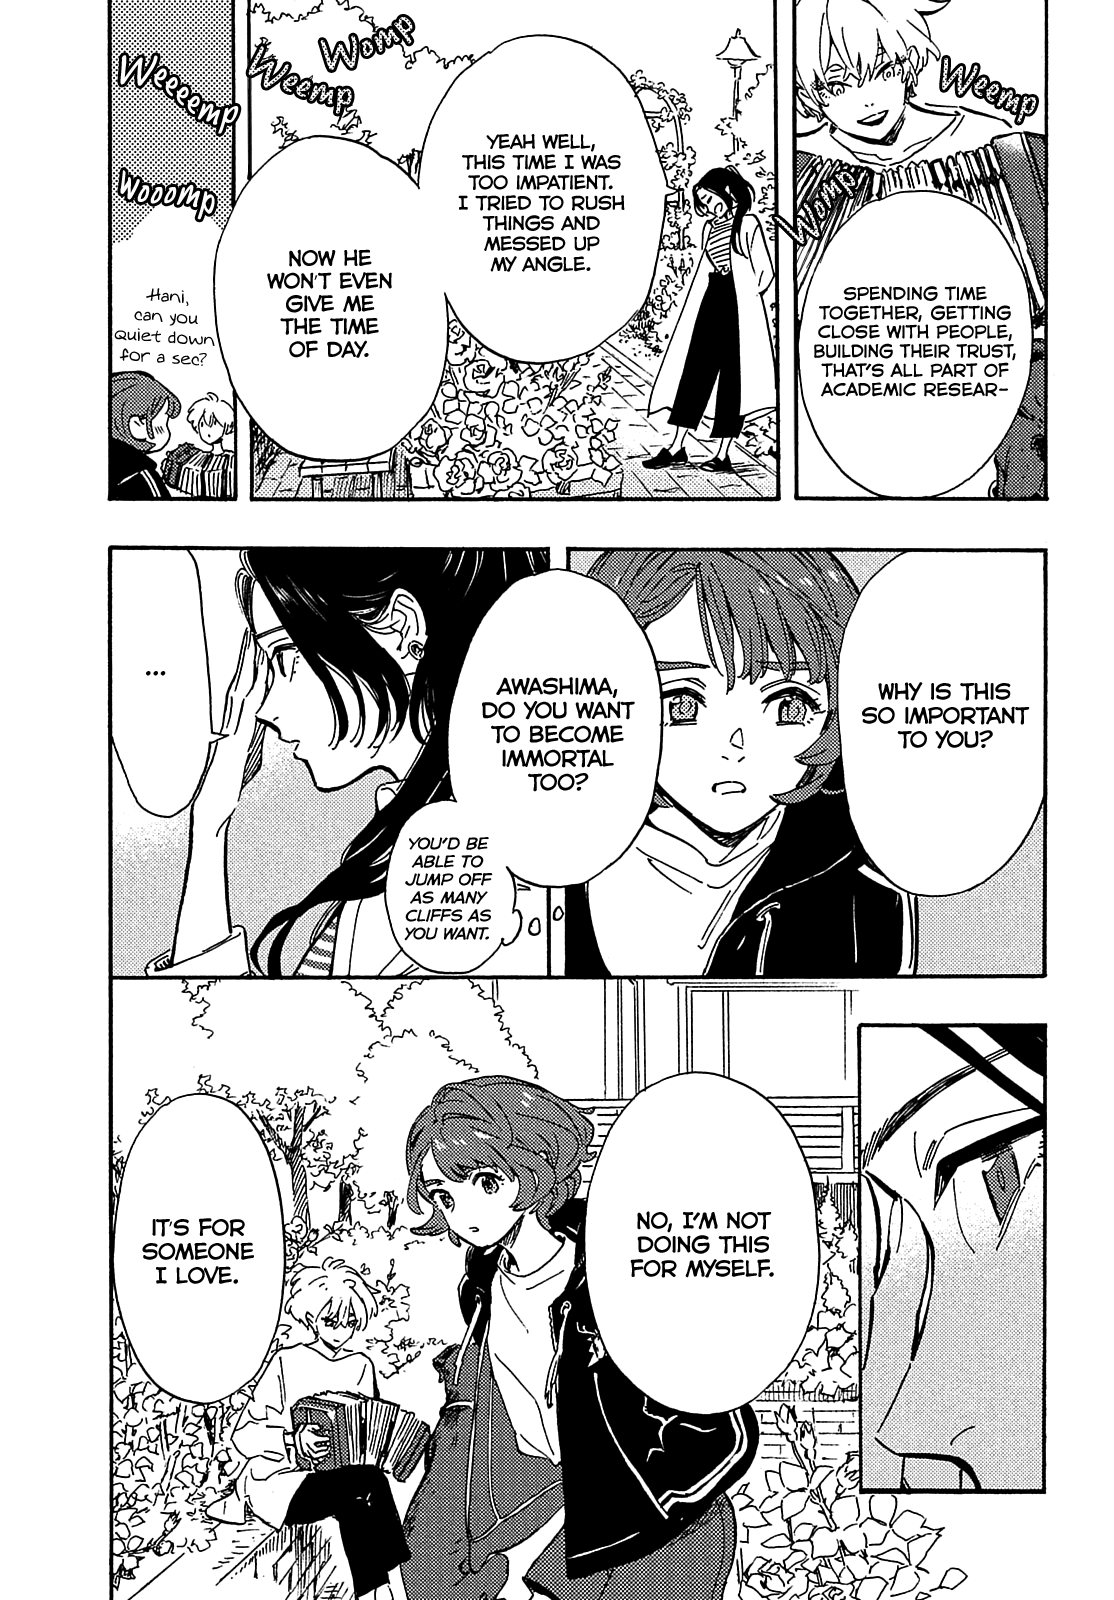 Weemp
Womp
SPENDING TIME
TOGETHER, GETTING
CLOSE WITH PEOPLE,
BUILDING THEIR TRUST,
THAT'S ALL PART OF
ACADEMIC RESEAR-
Womp
Weemp
YEAH WELL,
THIS TIME I WAS
TOO IMPATIENT.
I TRIED TO RUSH
THINGS AND
MESSED UP
MY ANGLE.
NOW HE
WON'T EVEN
GIVE ME
THE TIME
OF DAY.
Weeeemp
Wooomp
Hani,
can you
quiet down
for a sec?
WHY IS THIS
SO IMPORTANT
TO YOU?
AWASHIMA,
DO YOU WANT
TO BECOME
IMMORTAL
TOO?
YOU'D BE
ABLE TO
JUMP OFF
AS MANY
CLIFFS AS
YOU WANT.
...
NO, I'M NOT
DOING THIS
FOR MYSELF.
IT'S FOR
SOMEONE
I LOVE.